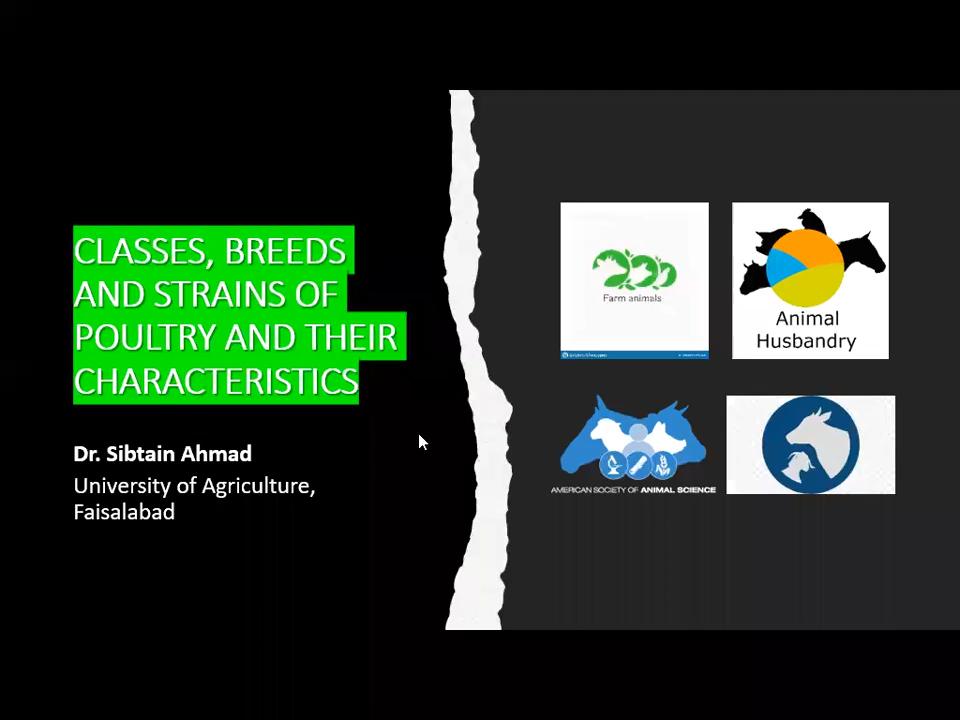 CLASSES, BREEDS
AND STRAINS OF
POULTRY AND THEIR
CHARACTERISTICS
Dr. Sibtain Ahmad
University of Agriculture,
Faisalabad
Farm animals
Animal
Husbandry
AMERICAN SOCIETY OF ANIMAL SCIENCE